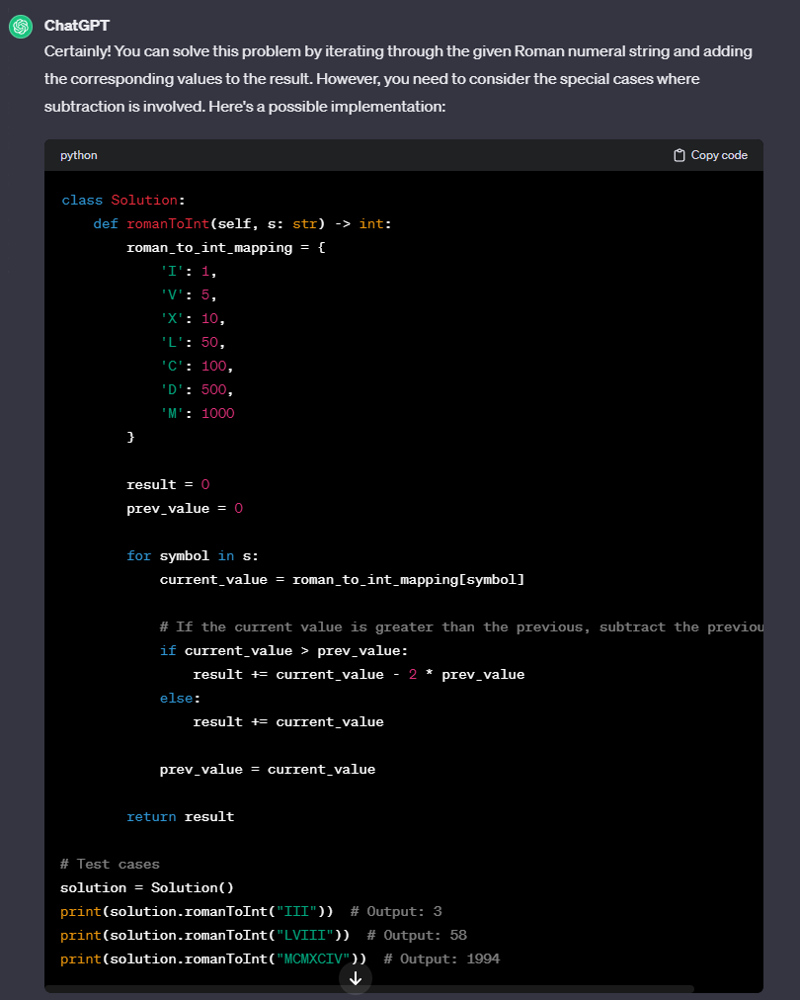 ChatGPT
Certainly! You can solve this problem by iterating through the given Roman numeral string and adding
the corresponding values to the result. However, you need to consider the special cases where
subtraction is involved. Here's a possible implementation:
python Copy code
class Solution:
    def romanToInt(self, s: str) -> int:
        roman_to_int_mapping = {
            'I': 1,
            'V': 5,
            'X': 10,
            'L': 50,
            'C': 100,
            'D': 500,
            'M': 1000
        }
        result = 0
        prev_value = 0
        for symbol in s:
            current_value = roman_to_int_mapping[symbol]
            # If the current value is greater than the previous, subtract the previou
            if current_value > prev_value:
                result += current_value - 2 * prev_value
            else:
                result += current_value
            prev_value = current_value
        return result
# Test cases
solution = Solution()
print(solution.romanToInt("III"))  # Output: 3
print(solution.romanToInt("LVIII"))  # Output: 58
print(solution.romanToInt("MCMXCIV"))  # Output: 1994